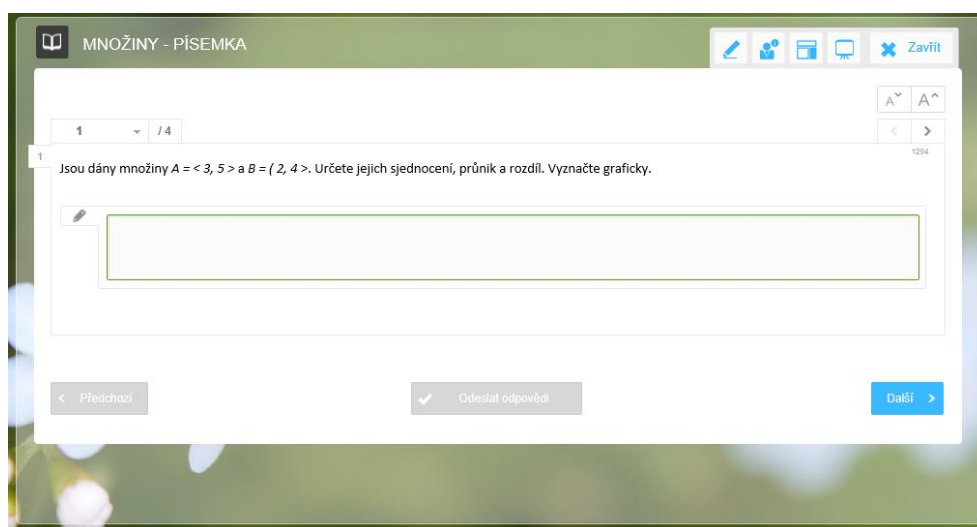 MNOŽINY - PÍSEMKA
Zavřít
A A
1 / 4
1
1294
Jsou dány množiny A = < 3, 5 > a B = ( 2, 4 >. Určete jejich sjednocení, průnik a rozdíl. Vyznačte graficky.
Předchozí
Odeslat odpovědi
Další